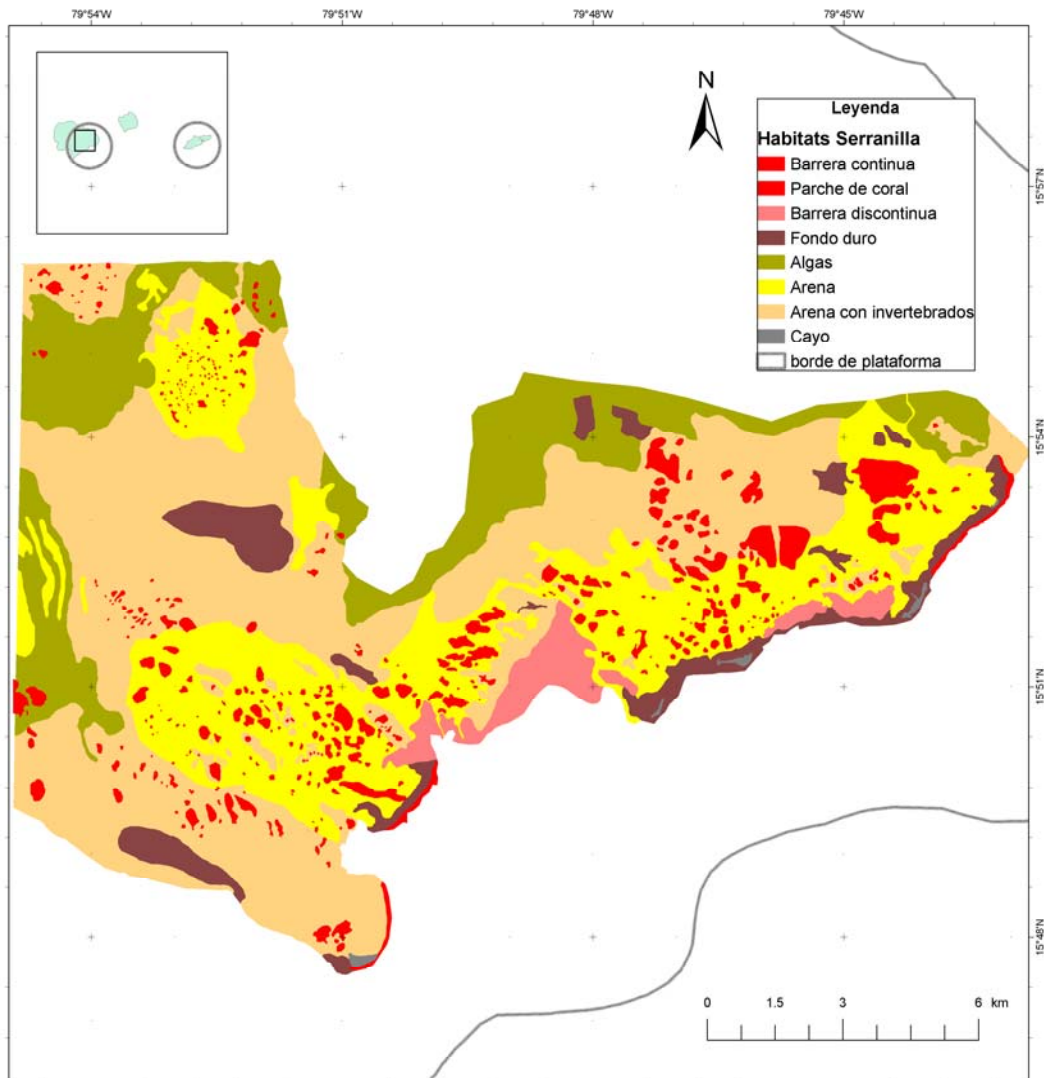 79°54'W 79°51'W 79°48'W 79°45'W
N
Leyenda
Habitats Serranilla
Barrera continua
Parche de coral
Barrera discontinua
Fondo duro
Algas
Arena
Arena con invertebrados
Cayo
borde de plataforma
15°57'N
15°54'N
15°51'N
15°48'N
0 1.5 3 6 km